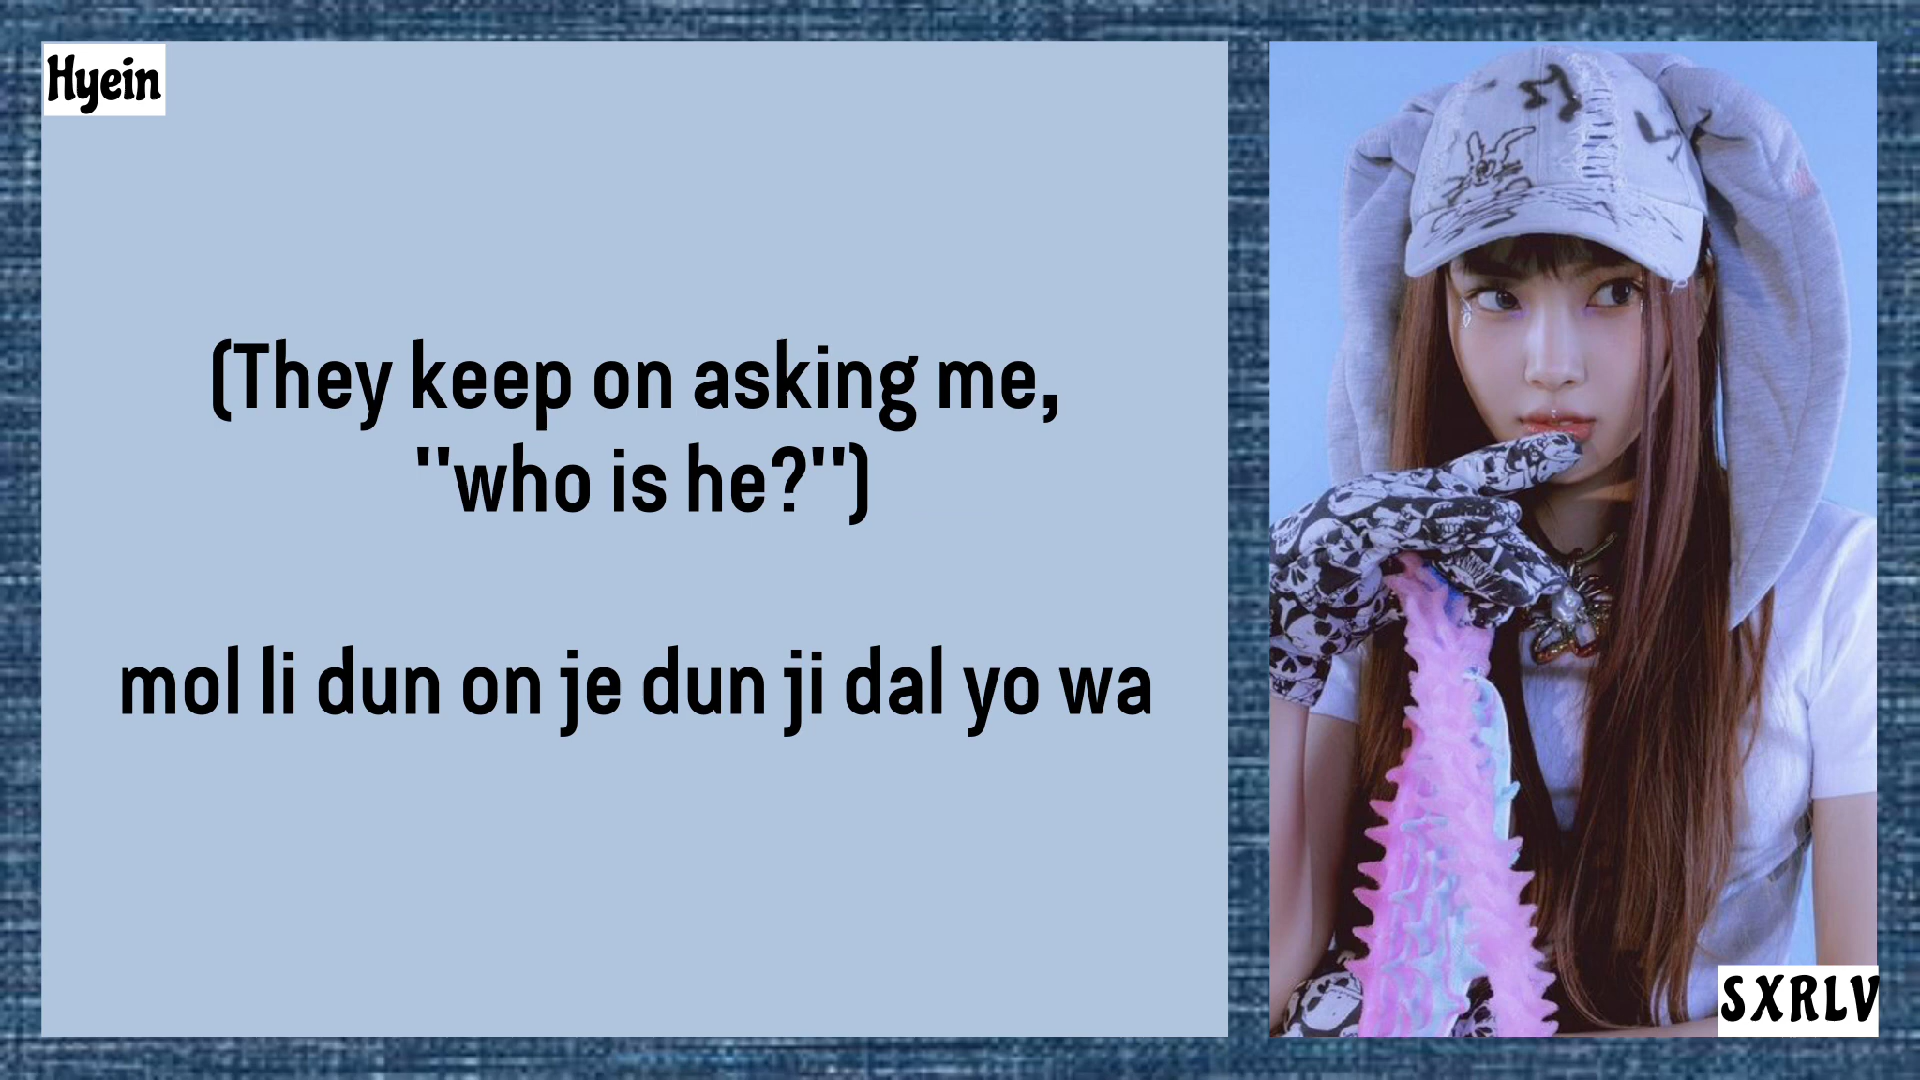 Hyein
(They keep on asking me,
"who is he?")
mol li dun on je dun ji dal yo wa
SXRLV